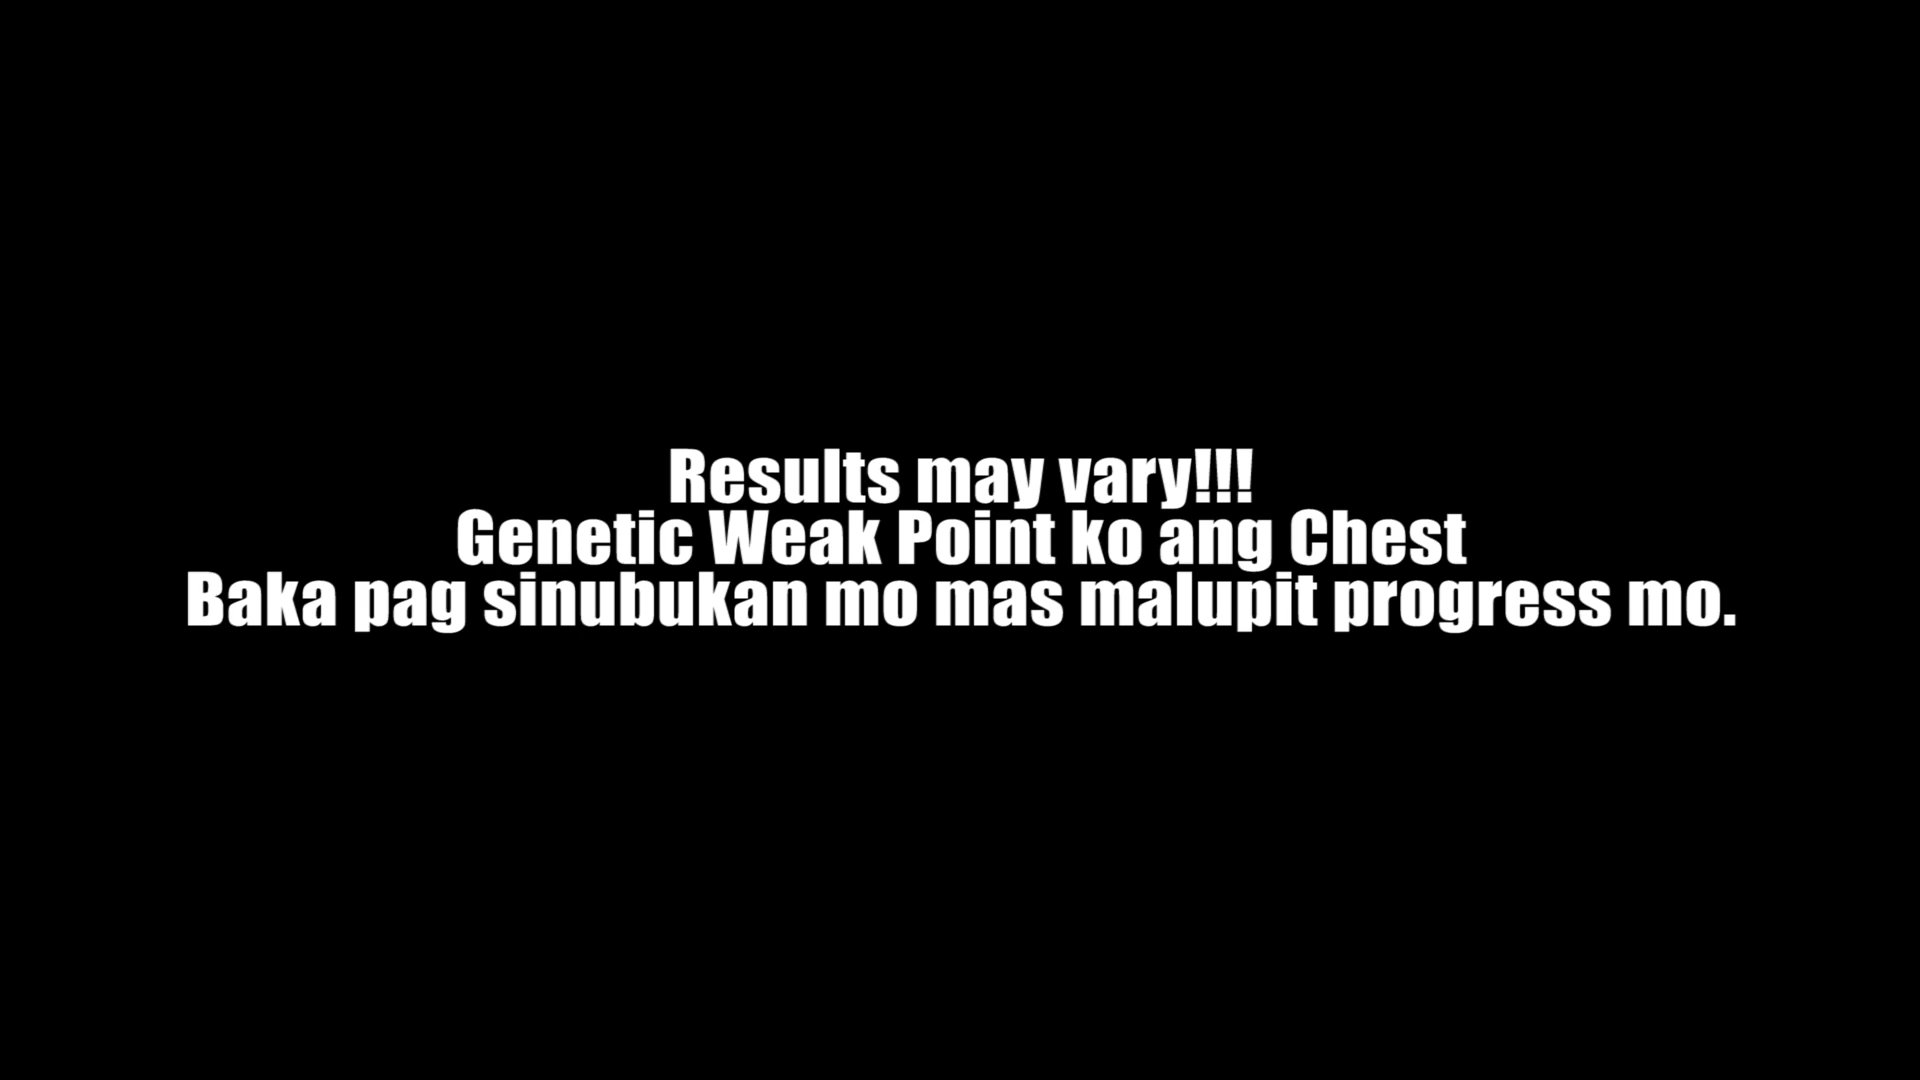 Results may vary!!!
Genetic Weak Point ko ang Chest
Baka pag sinubukan mo mas malupit progress mo.